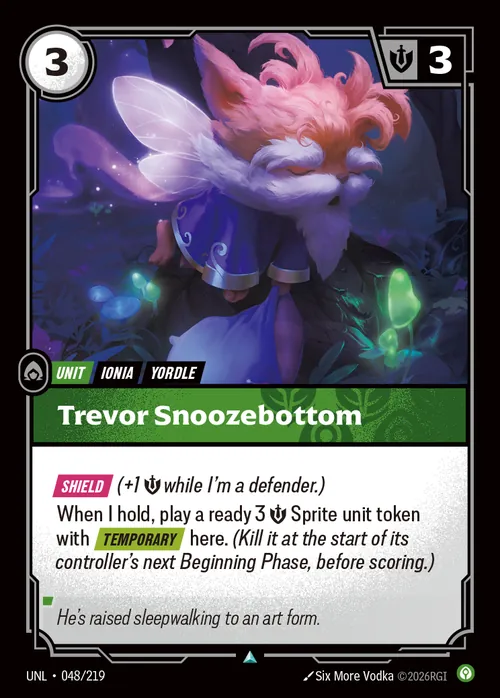 3
3
UNIT IONIA YORDLE
Trevor Snoozebottom
SHIELD (+1 while I'm a defender.)
When I hold, play a ready 3 Sprite unit token
with TEMPORARY here. (Kill it at the start of its
controller's next Beginning Phase, before scoring.)
He's raised sleepwalking to an art form.
UNL • 048/219
Six More Vodka ©2026RGI